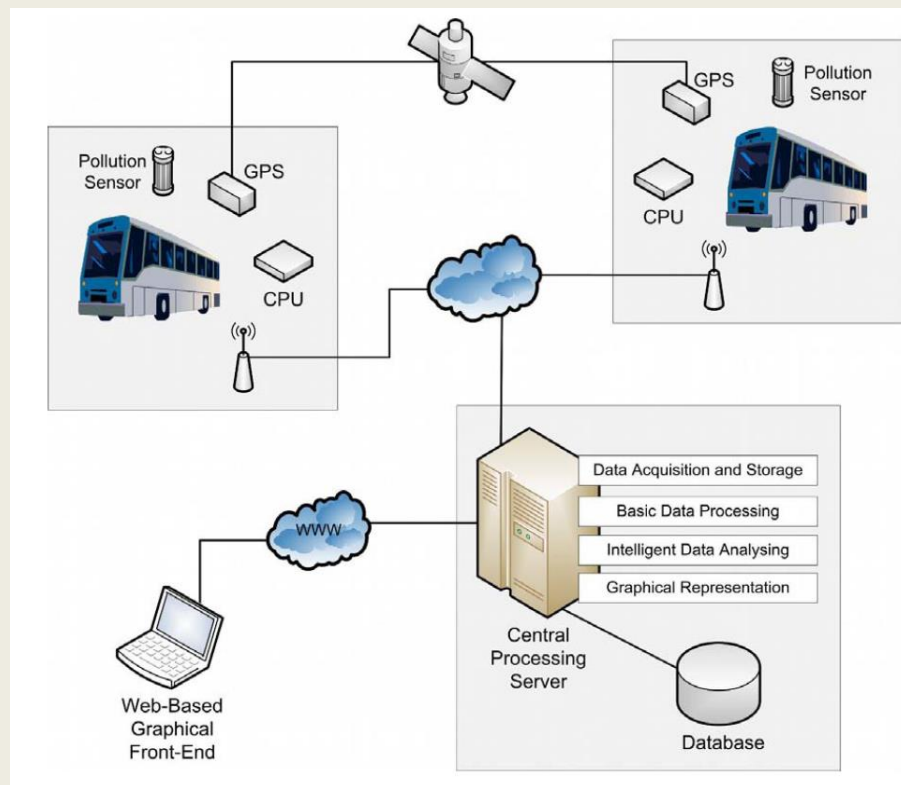 GPS
Pollution
Sensor
CPU
Pollution
Sensor
GPS
CPU
Data Acquisition and Storage
Basic Data Processing
Intelligent Data Analysing
Graphical Representation
WWW
Central
Processing
Server
Web-Based
Graphical
Front-End
Database